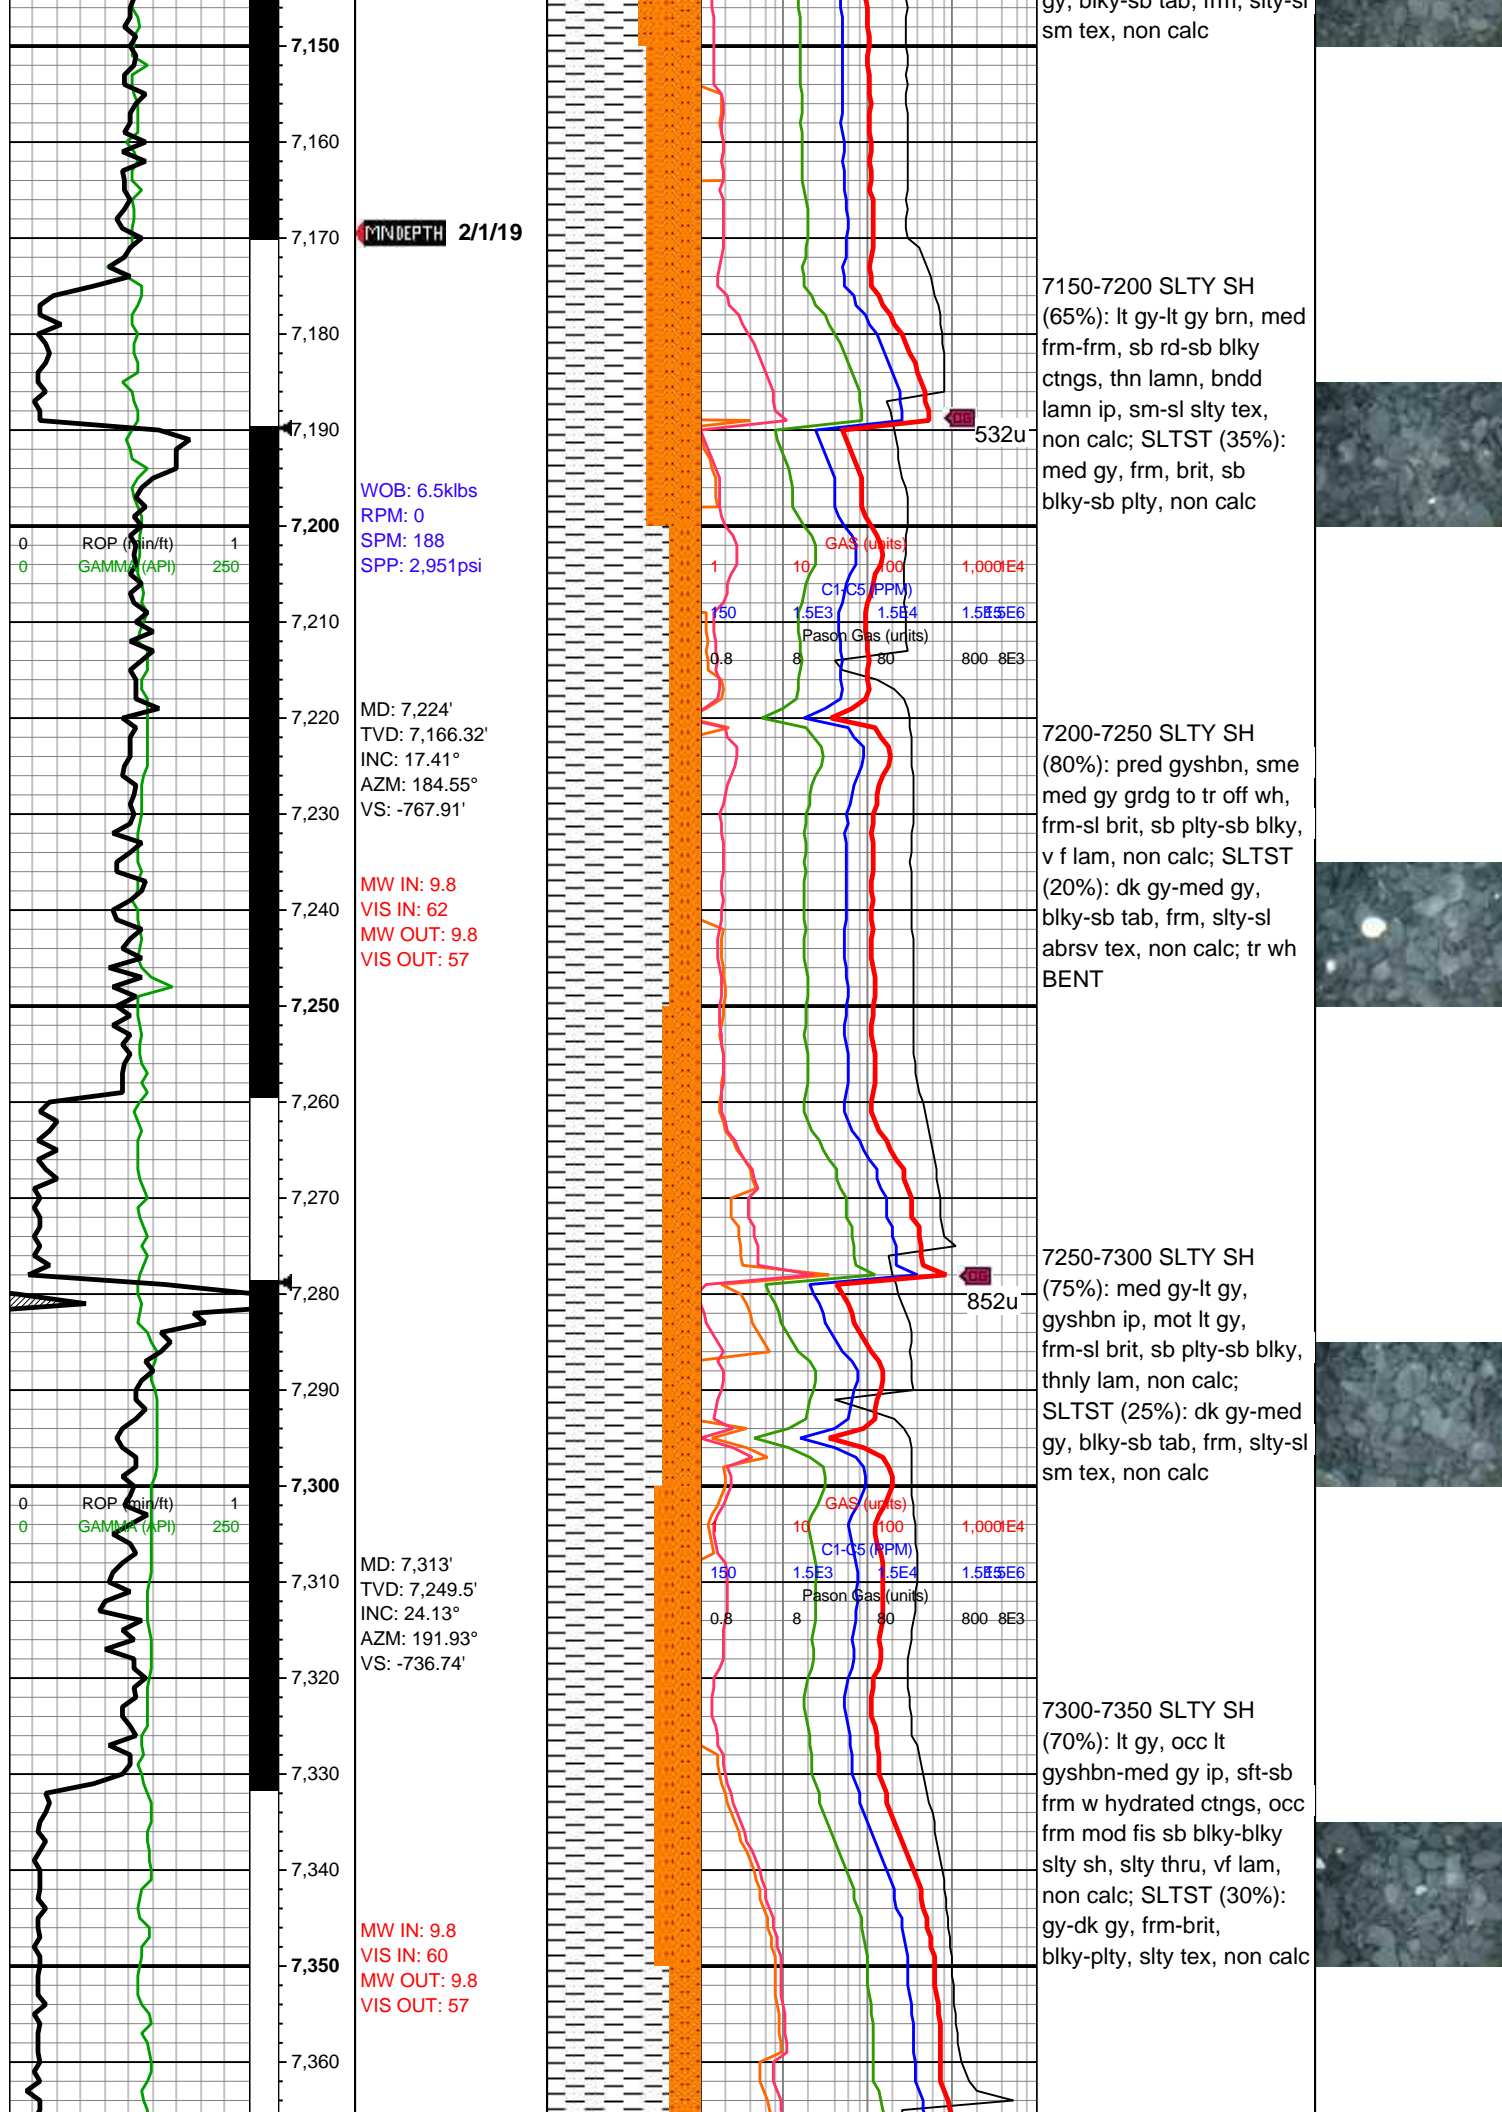 gy, blky-sb tab, frm, slty-sl
sm tex, non calc
7,150
7,160
MNDEPTH 2/1/19
7,170
7150-7200 SLTY SH
(65%): lt gy-lt gy brn, med
frm-frm, sb rd-sb blky
ctngs, thn lamn, bndd
lamn ip, sm-sl slty tex,
non calc; SLTST (35%):
med gy, frm, brit, sb
blky-sb plty, non calc
7,180
CG
532u
7,190
WOB: 6.5klbs
RPM: 0
SPM: 188
SPP: 2,951psi
7,200
0 ROP (min/ft) 1
0 GAMMA (API) 250
GAS (units)
1 10 100 1,000 1E4
C1-C5 (PPM)
150 1.5E3 1.5E4 1.5E5 1.5E6
Pason Gas (units)
0.8 8 80 800 8E3
7,210
MD: 7,224'
TVD: 7,166.32'
INC: 17.41°
AZM: 184.55°
VS: -767.91'
7,220
7,230
7200-7250 SLTY SH
(80%): pred gyshbn, sme
med gy grdg to tr off wh,
frm-sl brit, sb plty-sb blky,
v f lam, non calc; SLTST
(20%): dk gy-med gy,
blky-sb tab, frm, slty-sl
abrsv tex, non calc; tr wh
BENT
MW IN: 9.8
VIS IN: 62
MW OUT: 9.8
VIS OUT: 57
7,240
7,250
7,260
7,270
7250-7300 SLTY SH
(75%): med gy-lt gy,
gyshbn ip, mot lt gy,
frm-sl brit, sb plty-sb blky,
thnly lam, non calc;
SLTST (25%): dk gy-med
gy, blky-sb tab, frm, slty-sl
sm tex, non calc
CG
852u
7,280
7,290
7,300
0 ROP (min/ft) 1
0 GAMMA (API) 250
GAS (units)
1 10 100 1,000 1E4
C1-C5 (PPM)
150 1.5E3 1.5E4 1.5E5 1.5E6
Pason Gas (units)
0.8 8 80 800 8E3
MD: 7,313'
TVD: 7,249.5'
INC: 24.13°
AZM: 191.93°
VS: -736.74'
7,310
7,320
7,330
7300-7350 SLTY SH
(70%): lt gy, occ lt
gyshbn-med gy ip, sft-sb
frm w hydrated ctngs, occ
frm mod fis sb blky-blky
slty sh, slty thru, vf lam,
non calc; SLTST (30%):
gy-dk gy, frm-brit,
blky-plty, slty tex, non calc
7,340
MW IN: 9.8
VIS IN: 60
MW OUT: 9.8
VIS OUT: 57
7,350
7,360